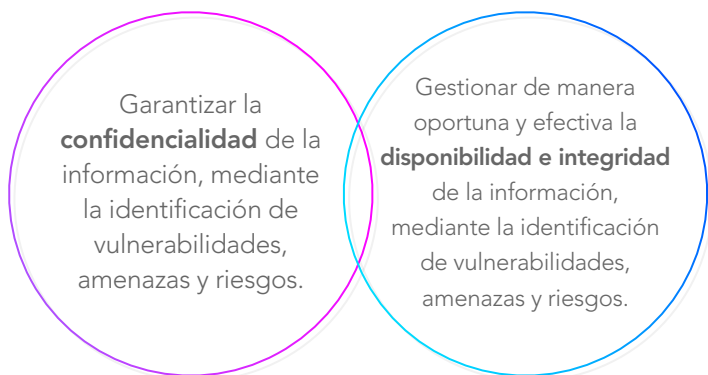 Garantizar la
confidencialidad de la
información, mediante
la identificación de
vulnerabilidades,
amenazas y riesgos.
Gestionar de manera
oportuna y efectiva la
disponibilidad e integridad
de la información,
mediante la identificación
de vulnerabilidades,
amenazas y riesgos.